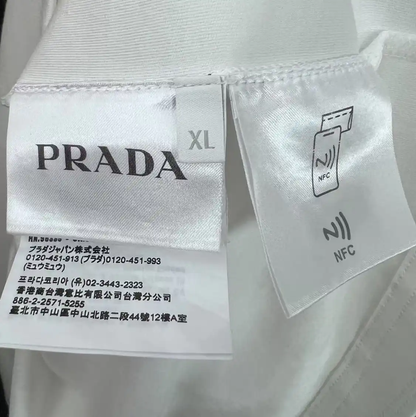 PRADA
XL
プラダジャパン株式会社
0120-451-913 (プラダ) 0120-451-993
(ミュウミュウ)
프라다코리아 (유) 02-3443-2323
香港商台灣意比有限公司台灣分公司
886-2-2571-5255
臺北市中山區中山北路二段44號12樓A室
NFC
NFC